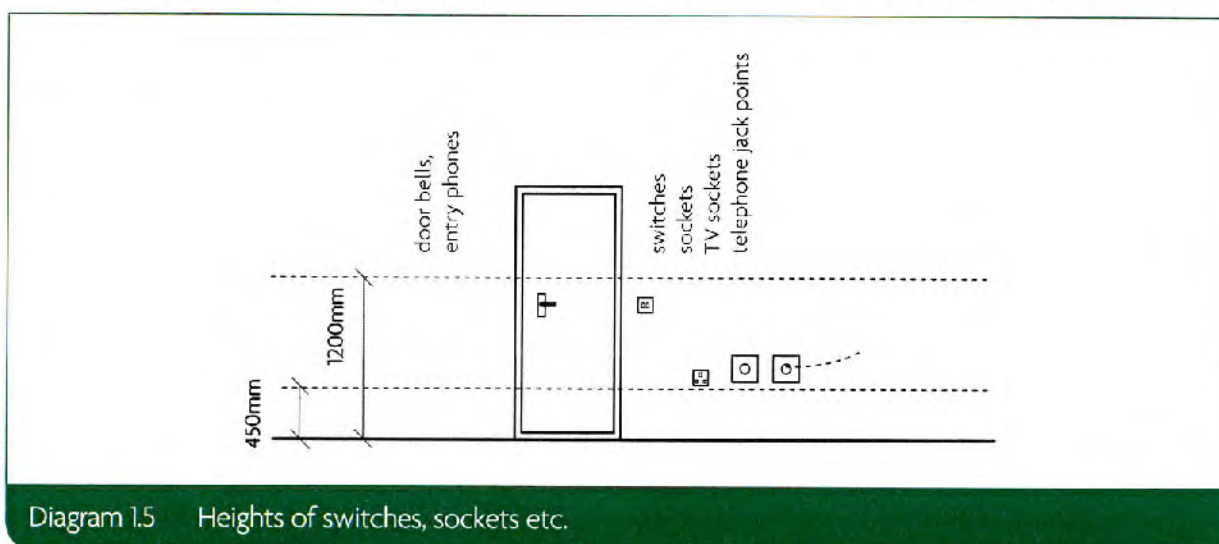 door bells,
entry phones
switches
sockets
TV sockets
telephone jack points
1200mm
450mm
Diagram 1.5 Heights of switches, sockets etc.